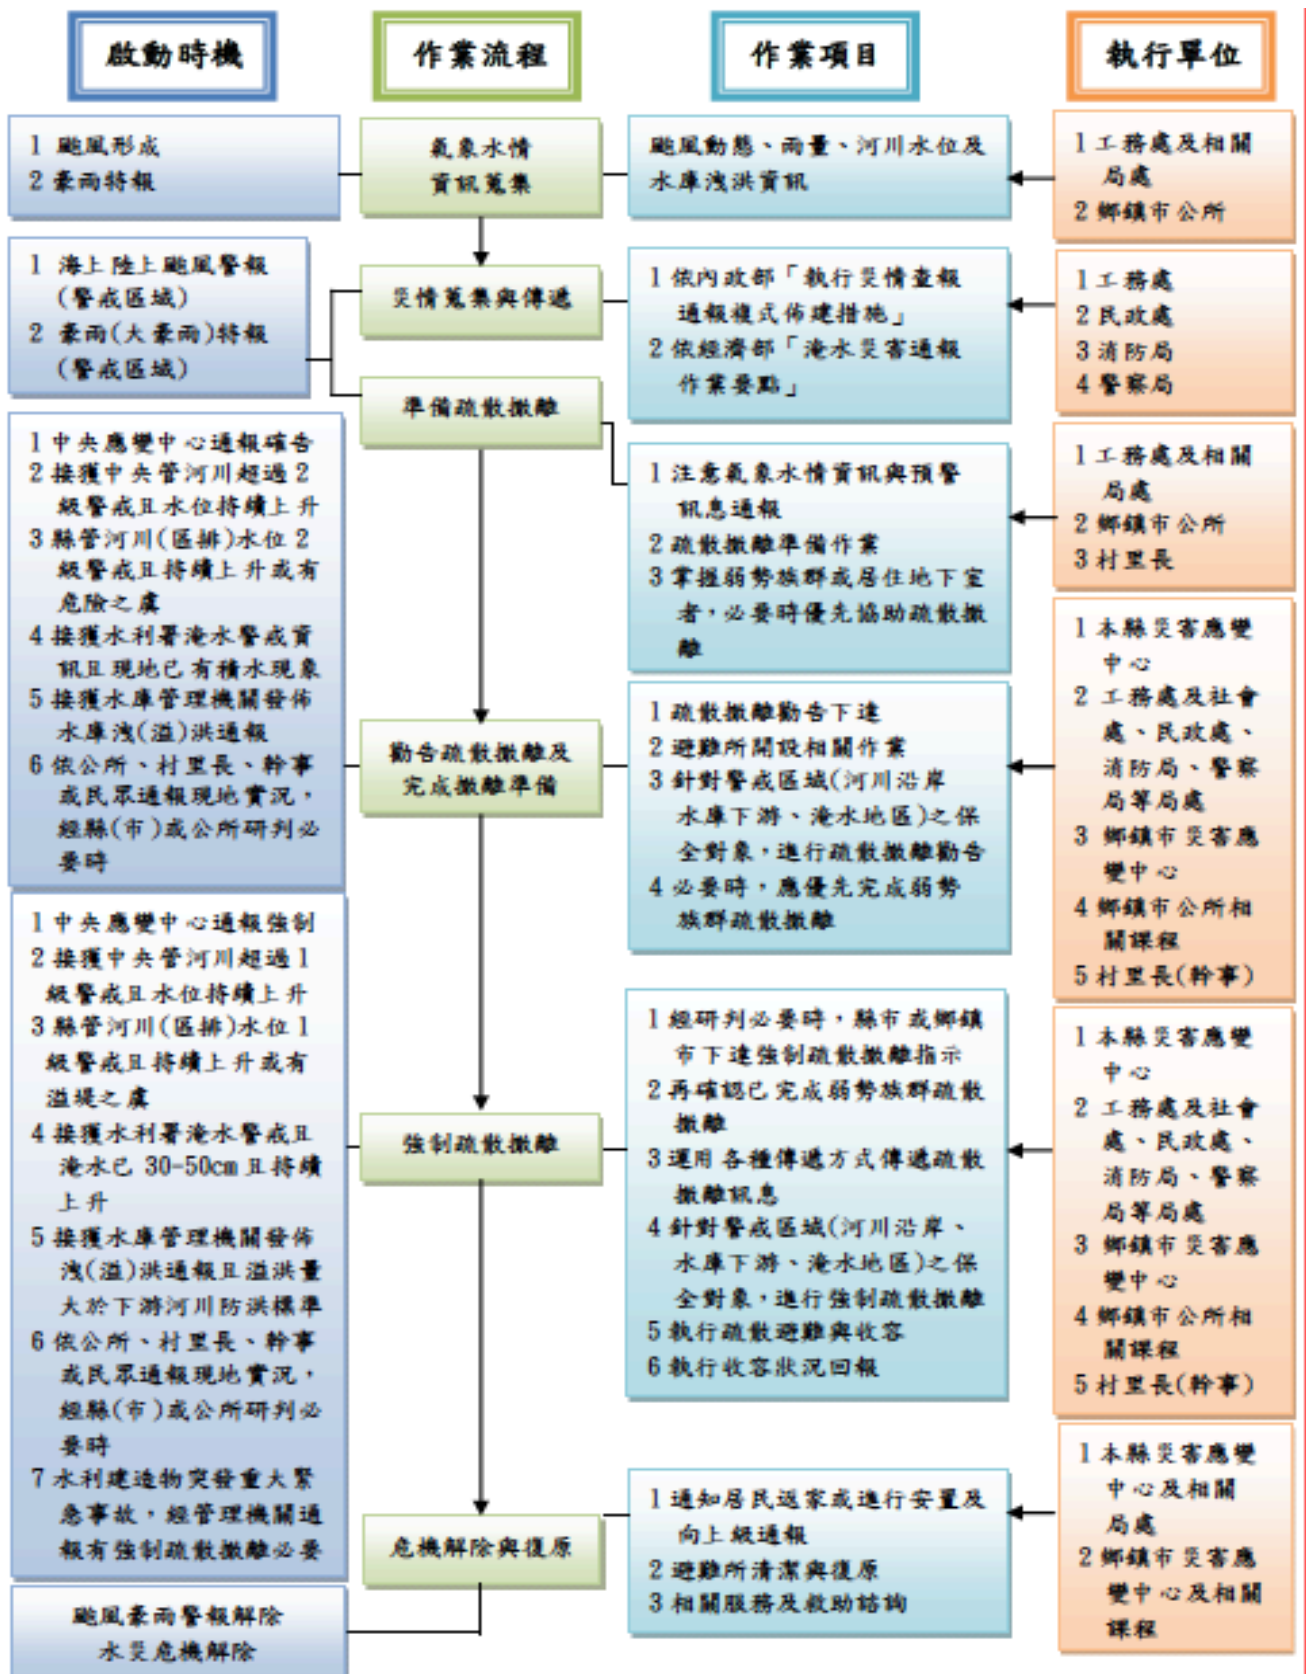 啟動時機
作業流程
作業項目
執行單位
1 颱風形成
2 豪雨特報
氣象水情
資訊蒐集
颱風動態、雨量、河川水位及
水庫洩洪資訊
1 工務處及相關
局處
2 鄉鎮市公所
1 海上陸上颱風警報
(警戒區域)
2 豪雨(大豪雨)特報
(警戒區域)
災情蒐集與傳遞
1 依內政部「執行災情查報
通報複式佈建措施」
2 依經濟部「淹水災害通報
作業要點」
1 工務處
2 民政處
3 消防局
4 警察局
準備疏散撤離
1 注意氣象水情資訊與預警
訊息通報
2 疏散撤離準備作業
3 掌握弱勢族群或居住地下室
者，必要時優先協助疏散撤
離
1 工務處及相關
局處
2 鄉鎮市公所
3 村里長
1 中央應變中心通報確告
2 接獲中央管河川超過 2
級警戒且水位持續上升
3 縣管河川(區排)水位 2
級警戒且持續上升或有
危險之虞
4 接獲水利署淹水警戒資
訊且現地已有積水現象
5 接獲水庫管理機關發佈
水庫洩(溢)洪通報
6 依公所、村里長、幹事
或民眾通報現地實況，
經縣(市)或公所研判必
要時
勸告疏散撤離及
完成撤離準備
1 疏散撤離勸告下達
2 避難所開設相關作業
3 針對警戒區域(河川沿岸
水庫下游、淹水地區)之保
全對象，進行疏散撤離勸告
4 必要時，應優先完成弱勢
族群疏散撤離
1 本縣災害應變
中心
2 工務處及社會
處、民政處、
消防局、警察
局等局處
3 鄉鎮市災害應
變中心
4 鄉鎮市公所相
關課程
5 村里長(幹事)
1 中央應變中心通報強制
2 接獲中央管河川超過 1
級警戒且水位持續上升
3 縣管河川(區排)水位 1
級警戒且持續上升或有
溢堤之虞
4 接獲水利署淹水警戒且
淹水已 30-50cm 且持續
上升
5 接獲水庫管理機關發佈
洩(溢)洪通報且溢洪量
大於下游河川防洪標準
6 依公所、村里長、幹事
或民眾通報現地實況，
經縣(市)或公所研判必
要時
7 水利建造物突發重大緊
急事故，經管理機關通
報有強制疏散撤離必要
強制疏散撤離
1 經研判必要時，縣市或鄉鎮
市下達強制疏散撤離指示
2 再確認已完成弱勢族群疏散
撤離
3 運用各種傳遞方式傳遞疏散
撤離訊息
4 針對警戒區域(河川沿岸、
水庫下游、淹水地區)之保
全對象，進行強制疏散撤離
5 執行疏散避難與收容
6 執行收容狀況回報
1 本縣災害應變
中心
2 工務處及社會
處、民政處、
消防局、警察
局等局處
3 鄉鎮市災害應
變中心
4 鄉鎮市公所相
關課程
5 村里長(幹事)
颱風豪雨警報解除
水災危機解除
危機解除與復原
1 通知居民返家或進行安置及
向上級通報
2 避難所清潔與復原
3 相關服務及救助諮詢
1 本縣災害應變
中心及相關
局處
2 鄉鎮市災害應
變中心及相關
課程